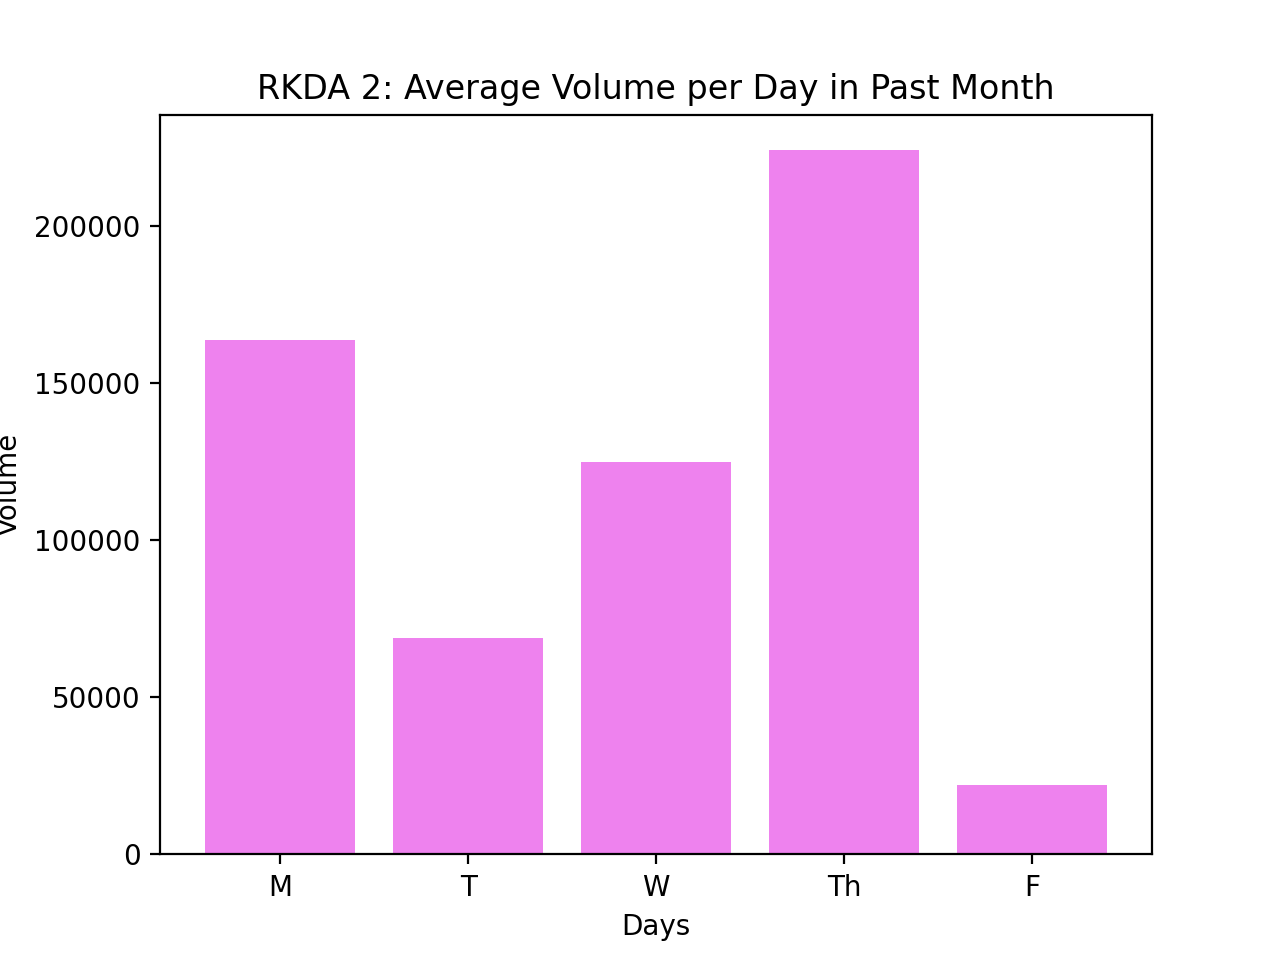 RKDA 2: Average Volume per Day in Past Month
Volume
200000
150000
100000
50000
0
M T W Th F
Days